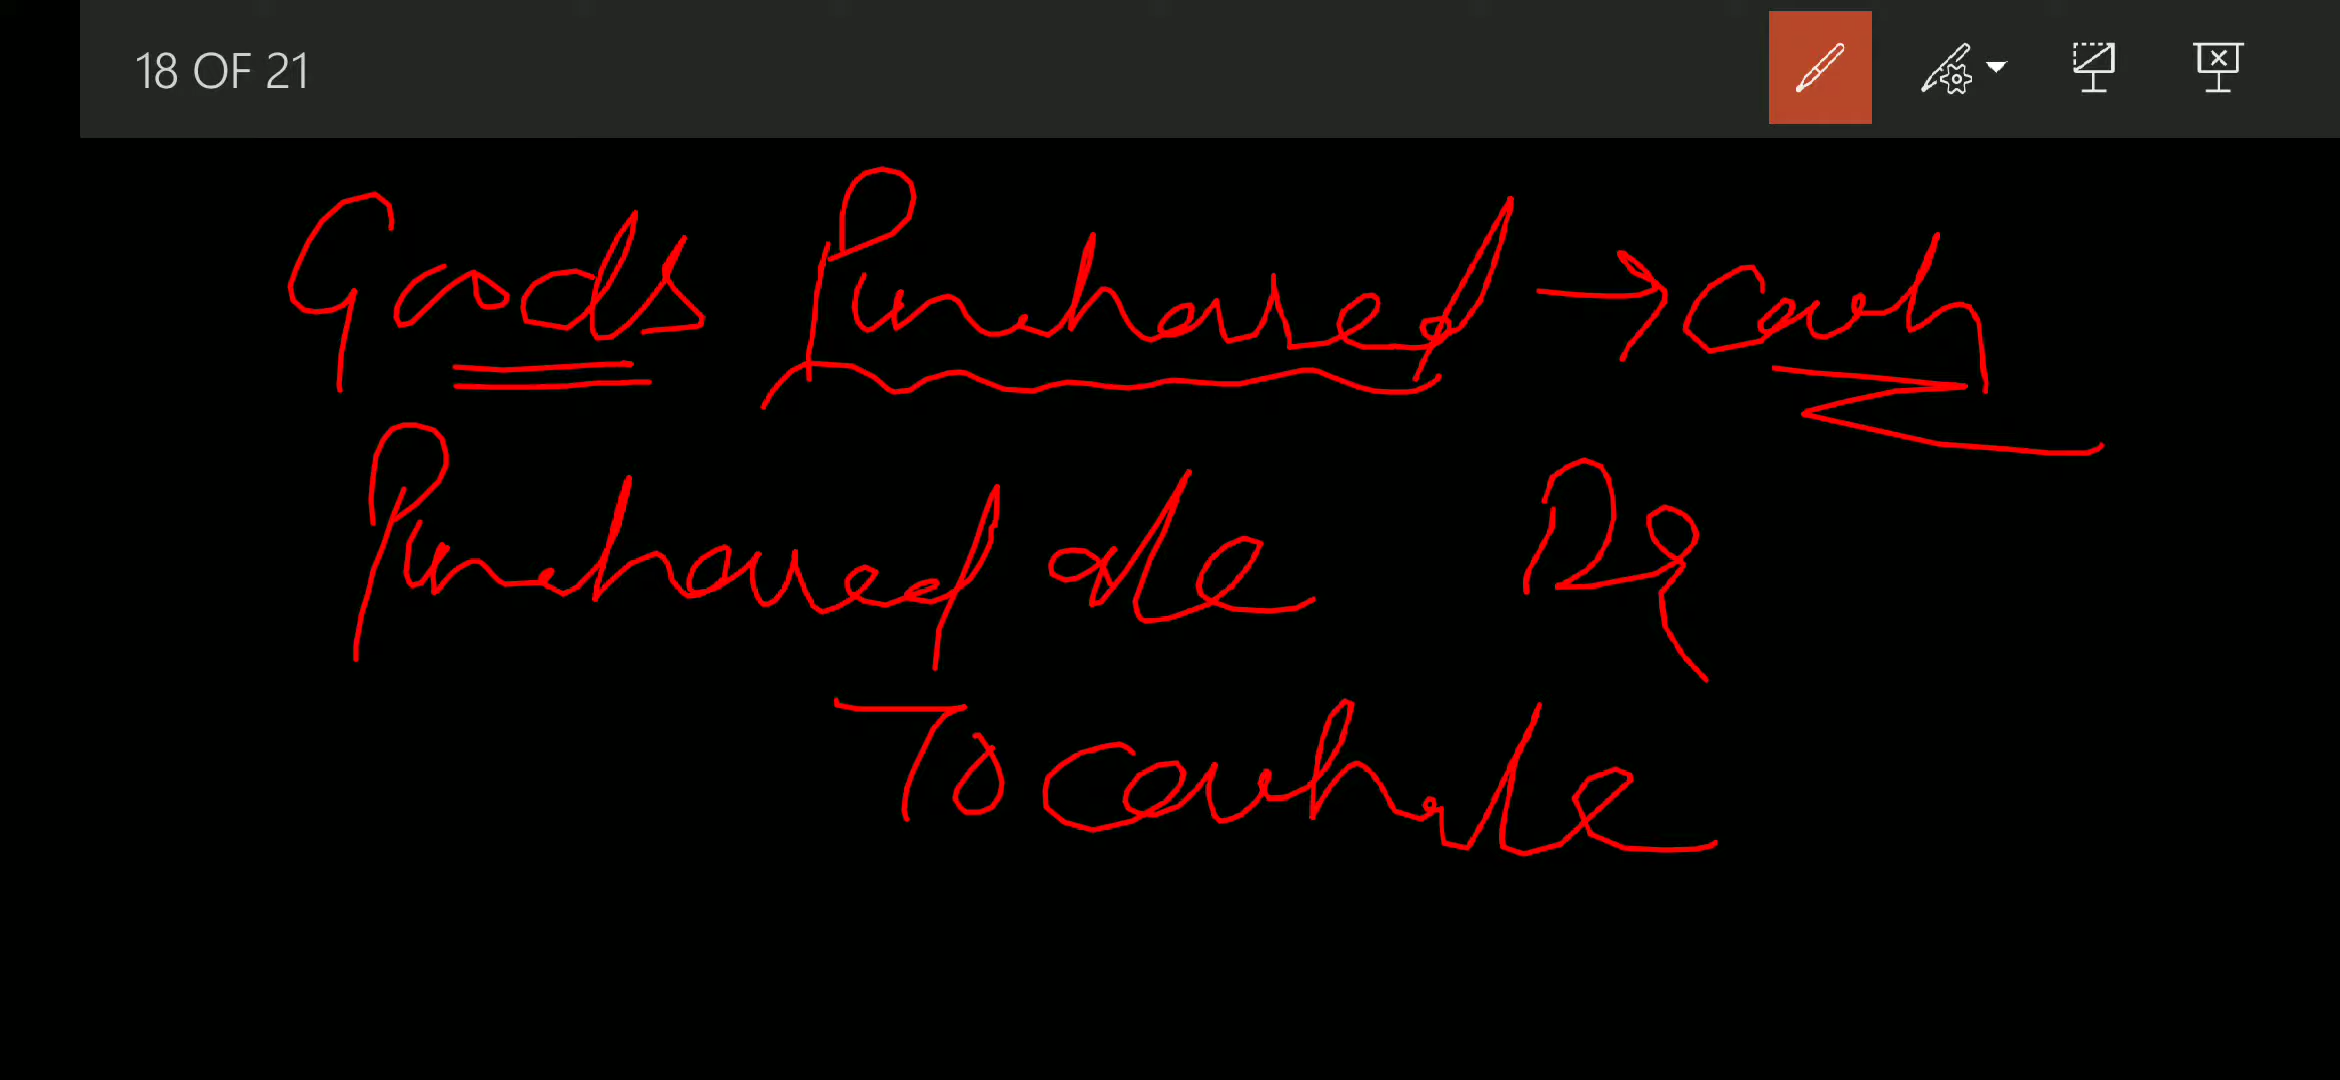 18 OF 21
Goods Purchased → Cash
Purchased A/c Dr
To Cash A/c